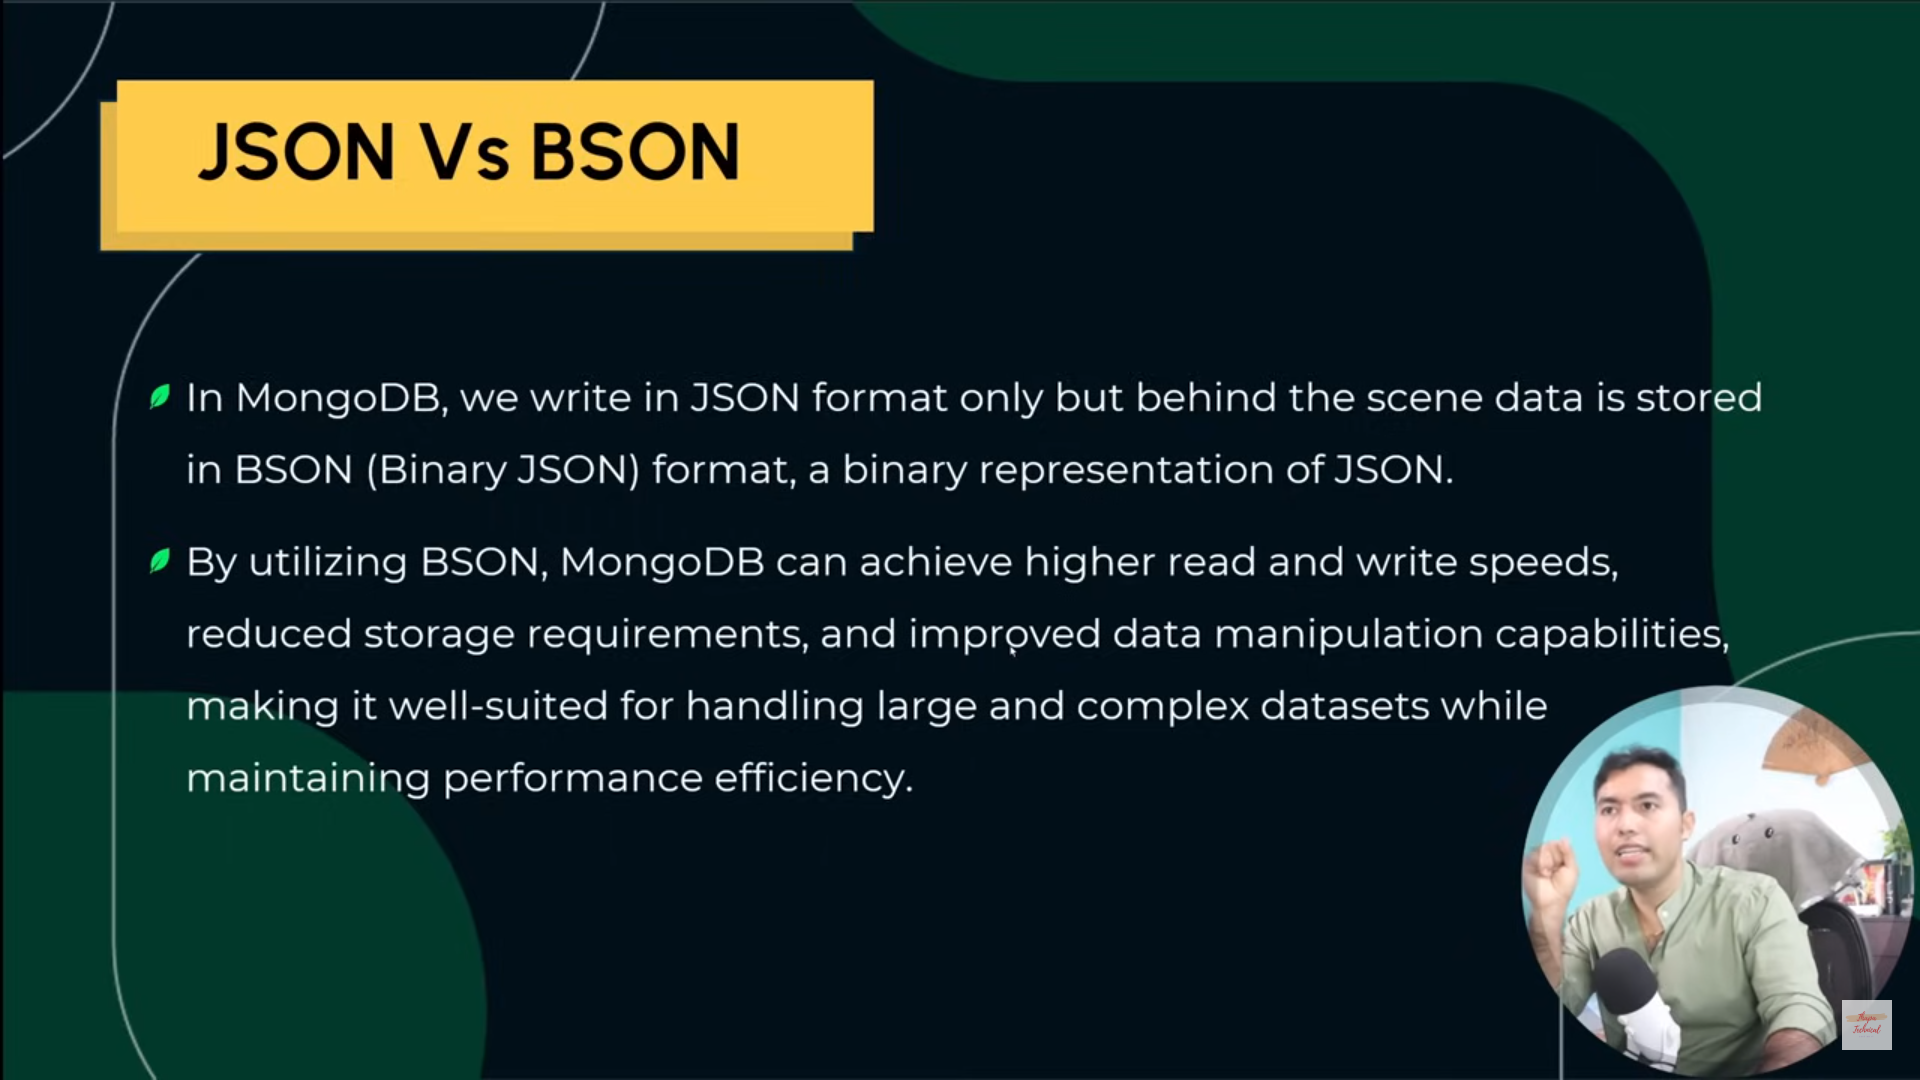 JSON Vs BSON
In MongoDB, we write in JSON format only but behind the scene data is stored
in BSON (Binary JSON) format, a binary representation of JSON.
By utilizing BSON, MongoDB can achieve higher read and write speeds,
reduced storage requirements, and improved data manipulation capabilities,
making it well-suited for handling large and complex datasets while
maintaining performance efficiency.
Thapa
Technical